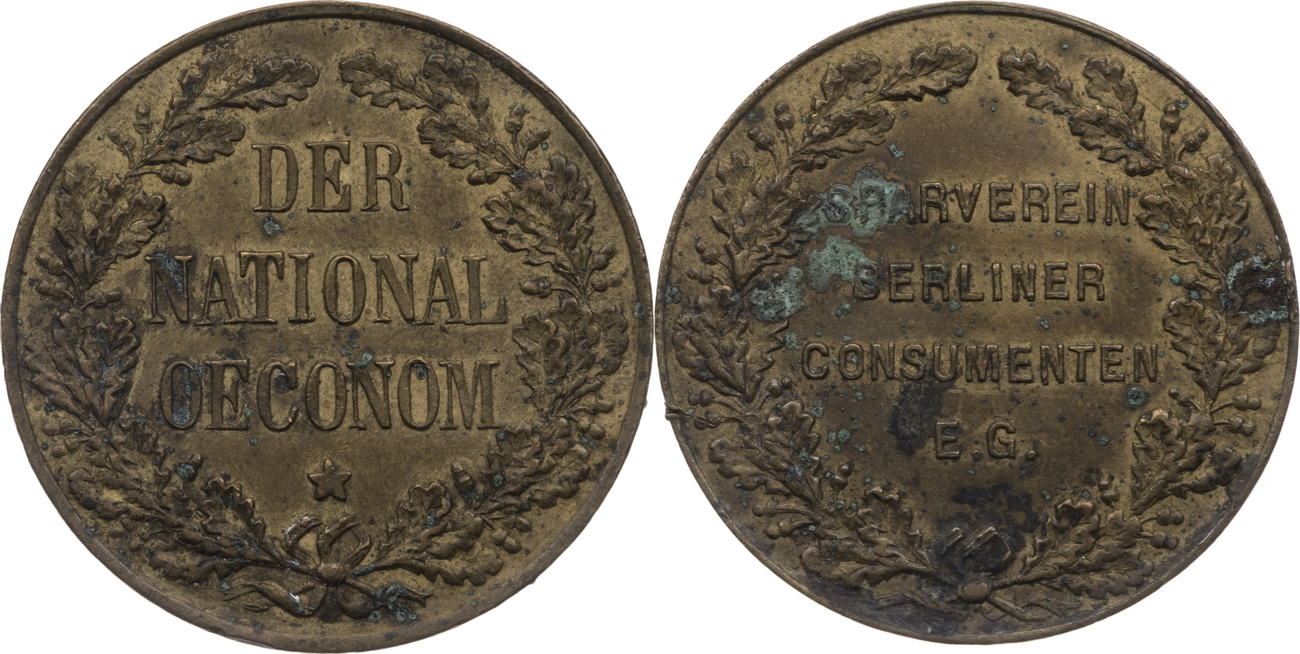 DER
NATIONAL
OECONOM
SPARVEREIN
BERLINER
CONSUMENTEN
E.G.